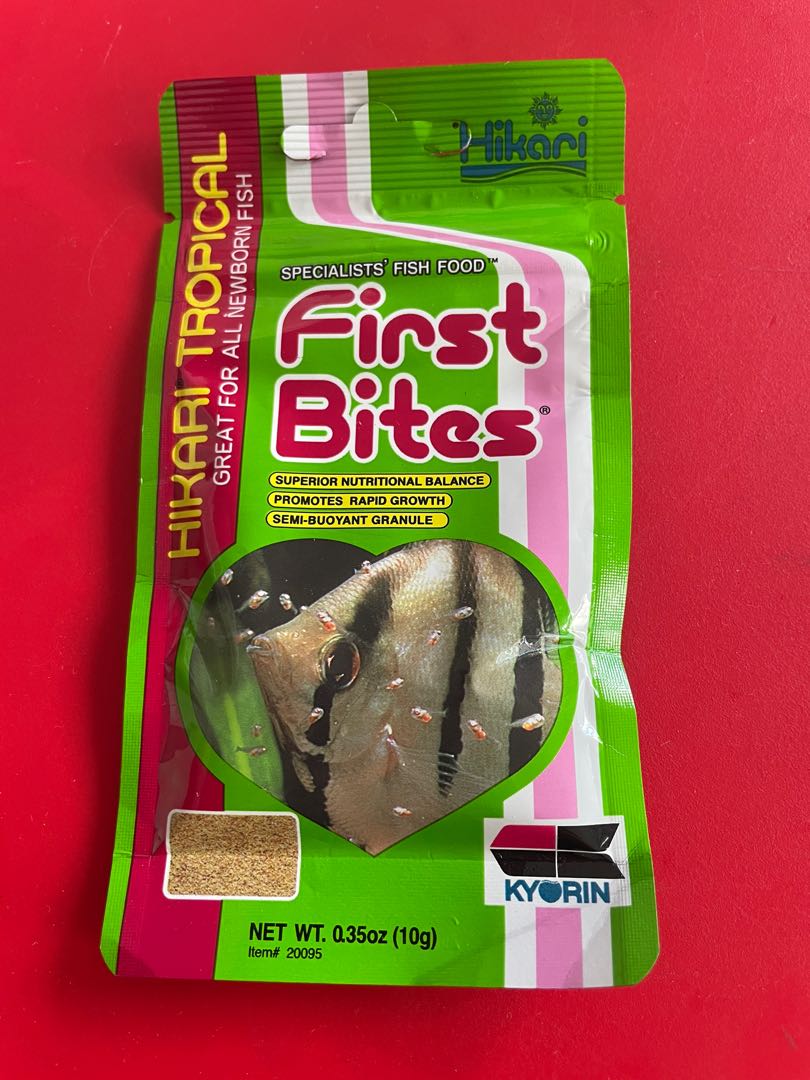 Hikari
HIKARI® TROPICAL
GREAT FOR ALL NEWBORN FISH
SPECIALISTS' FISH FOOD™
First
Bites®
SUPERIOR NUTRITIONAL BALANCE
PROMOTES RAPID GROWTH
SEMI-BUOYANT GRANULE
KYORIN
NET WT. 0.35oz (10g)
Item# 20095